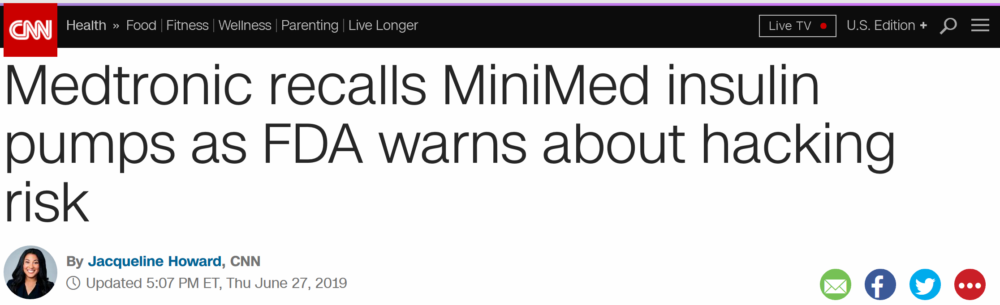 CNN Health » Food | Fitness | Wellness | Parenting | Live Longer Live TV U.S. Edition +
Medtronic recalls MiniMed insulin
pumps as FDA warns about hacking
risk
By Jacqueline Howard, CNN
Updated 5:07 PM ET, Thu June 27, 2019